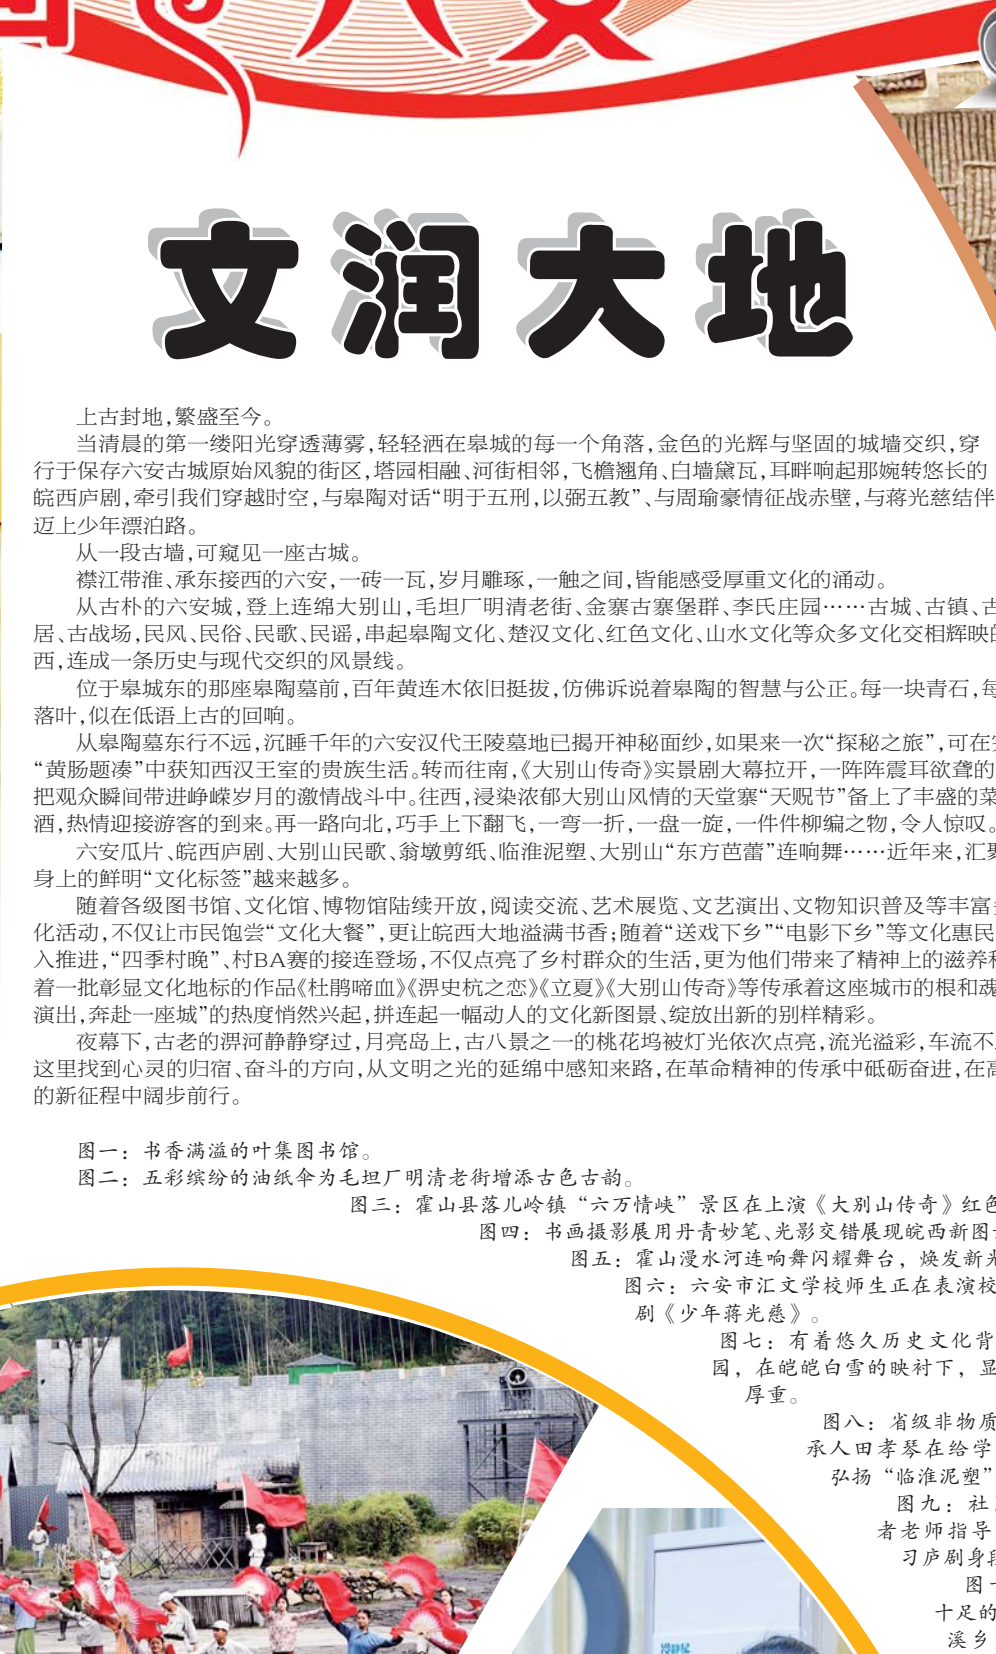 文润大地
上古封地,繁盛至今。
当清晨的第一缕阳光穿透薄雾,轻轻洒在皋城的每一个角落,金色的光辉与坚固的城墙交织,穿
行于保存六安古城原始风貌的街区,塔园相融、河街相邻,飞檐翘角、白墙黛瓦,耳畔响起那婉转悠长的
皖西庐剧,牵引我们穿越时空,与皋陶对话“明于五刑,以弼五教”、与周瑜豪情征战赤壁,与蒋光慈结伴
迈上少年漂泊路。
从一段古墙,可窥见一座古城。
襟江带淮、承东接西的六安,一砖一瓦,岁月雕琢,一触之间,皆能感受厚重文化的涌动。
从古朴的六安城,登上连绵大别山,毛坦厂明清老街、金寨古寨堡群、李氏庄园……古城、古镇、古
居、古战场,民风、民俗、民歌、民谣,串起皋陶文化、楚汉文化、红色文化、山水文化等众多文化交相辉映的
西,连成一条历史与现代交织的风景线。
位于皋城东的那座皋陶墓前,百年黄连木依旧挺拔,仿佛诉说着皋陶的智慧与公正。每一块青石,每
落叶,似在低语上古的回响。
从皋陶墓东行不远,沉睡千年的六安汉代王陵墓地已揭开神秘面纱,如果来一次“探秘之旅”,可在
“黄肠题凑”中获知西汉王室的贵族生活。转而往南,《大别山传奇》实景剧大幕拉开,一阵阵震耳欲聋的
把观众瞬间带进峥嵘岁月的激情战斗中。往西,浸染浓郁大别山风情的天堂寨“天贶节”备上了丰盛的菜
酒,热情迎接游客的到来。再一路向北,巧手上下翻飞,一弯一折,一盘一旋,一件件柳编之物,令人惊叹。
六安瓜片、皖西庐剧、大别山民歌、翁墩剪纸、临淮泥塑、大别山“东方芭蕾”连响舞……近年来,汇聚
身上的鲜明“文化标签”越来越多。
随着各级图书馆、文化馆、博物馆陆续开放,阅读交流、艺术展览、文艺演出、文物知识普及等丰富
化活动,不仅让市民饱尝“文化大餐”,更让皖西大地溢满书香;随着“送戏下乡”“电影下乡”等文化惠民
入推进,“四季村晚”、村BA赛的接连登场,不仅点亮了乡村群众的生活,更为他们带来了精神上的滋养和
着一批彰显文化地标的作品《杜鹃啼血》《淠史杭之恋》《立夏》《大别山传奇》等传承着这座城市的根和魂
演出,奔赴一座城”的热度悄然兴起,拼连起一幅动人的文化新图景、绽放出新的别样精彩。
夜幕下,古老的淠河静静穿过,月亮岛上,古八景之一的桃花坞被灯光依次点亮,流光溢彩,车流不
这里找到心灵的归宿、奋斗的方向,从文明之光的延绵中感知来路,在革命精神的传承中砥砺奋进,在高
的新征程中阔步前行。
图一：书香满溢的叶集图书馆。
图二：五彩缤纷的油纸伞为毛坦厂明清老街增添古色古韵。
图三：霍山县落儿岭镇“六万情峡”景区在上演《大别山传奇》红色
图四：书画摄影展用丹青妙笔、光影交错展现皖西新图
图五：霍山漫水河连响舞闪耀舞台，焕发新光
图六：六安市汇文学校师生正在表演校
剧《少年蒋光慈》。
图七：有着悠久历史文化背
园，在皑皑白雪的映衬下，显
厚重。
图八：省级非物质
承人田孝琴在给学
弘扬“临淮泥塑”
图九：社
者老师指导
习庐剧身段
图
十足的
溪乡